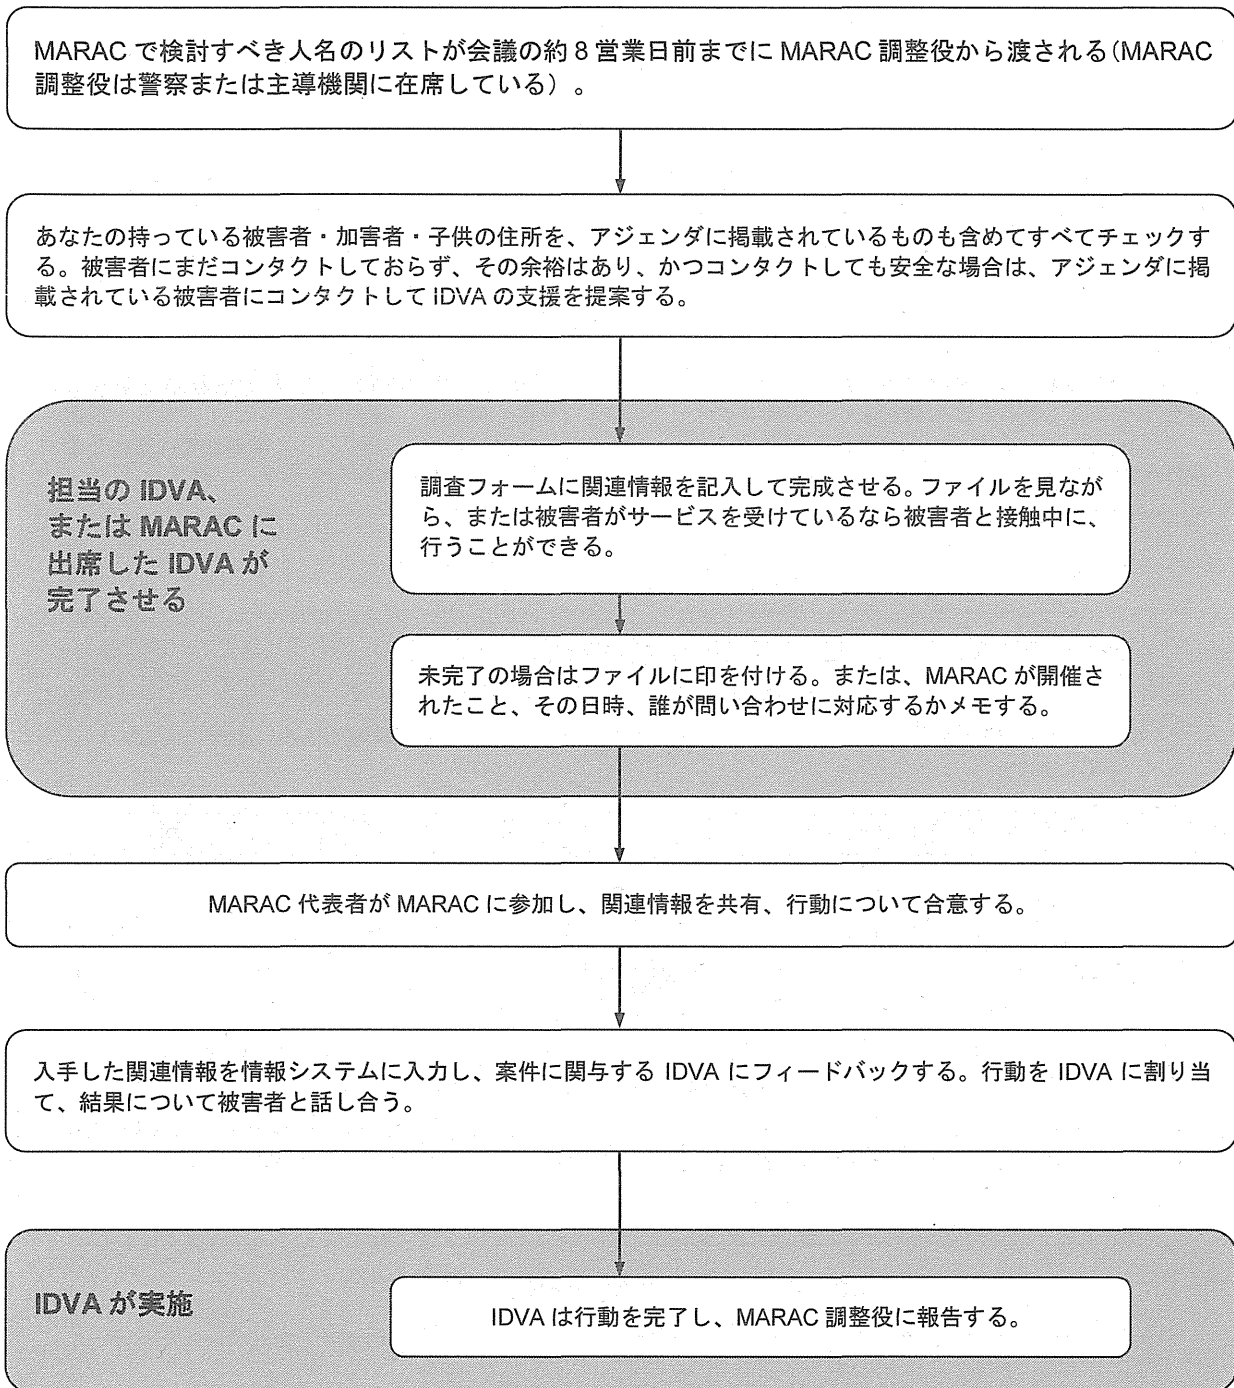 MARAC で検討すべき人名のリストが会議の約 8 営業日前までに MARAC 調整役から渡される（MARAC
調整役は警察または主導機関に在席している）。
あなたの持っている被害者・加害者・子供の住所を、アジェンダに掲載されているものも含めてすべてチェックす
る。被害者にまだコンタクトしておらず、その余裕はあり、かつコンタクトしても安全な場合は、アジェンダに掲
載されている被害者にコンタクトして IDVA の支援を提案する。
担当の IDVA、
または MARAC に
出席した IDVA が
完了させる
調査フォームに関連情報を記入して完成させる。ファイルを見なが
ら、または被害者がサービスを受けているなら被害者と接触中に、
行うことができる。
未完了の場合はファイルに印を付ける。または、MARAC が開催さ
れたこと、その日時、誰が問い合わせに対応するかメモする。
MARAC 代表者が MARAC に参加し、関連情報を共有、行動について合意する。
入手した関連情報を情報システムに入力し、案件に関与する IDVA にフィードバックする。行動を IDVA に割り当
て、結果について被害者と話し合う。
IDVA が実施
IDVA は行動を完了し、MARAC 調整役に報告する。